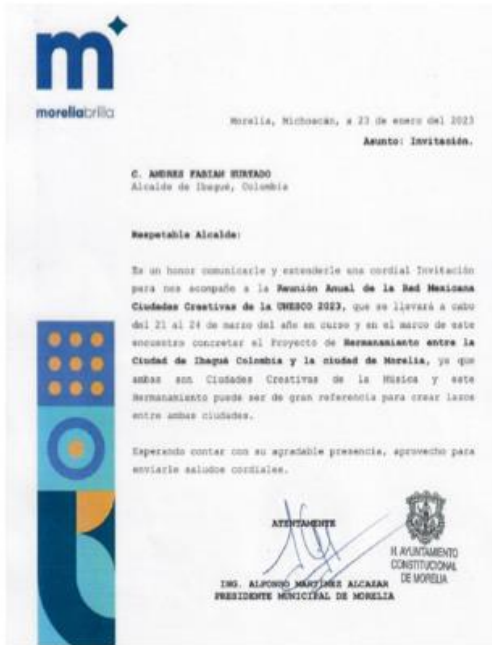 m
moreliabrilla
Morelia, Michoacán, a 23 de enero del 2023
Asunto: Invitación.
C. ANDRES FABIAN HURTADO
Alcalde de Ibagué, Colombia
Respetable Alcalde:
Es un honor comunicarle y extenderle una cordial Invitación
para nos acompañe a la Reunión Anual de la Red Mexicana
Ciudades Creativas de la UNESCO 2023, que se llevará a cabo
del 21 al 24 de marzo del año en curso y en el marco de este
encuentro concretar el Proyecto de Hermanamiento entre la
Ciudad de Ibagué Colombia y la ciudad de Morelia, ya que
ambas son Ciudades Creativas de la Música y este
Hermanamiento puede ser de gran referencia para crear lazos
entre ambas ciudades.
Esperando contar con su agradable presencia, aprovecho para
enviarle saludos cordiales.
ATENTAMENTE
H. AYUNTAMIENTO
CONSTITUCIONAL
DE MORELIA
ING. ALFONSO MARTÍNEZ ALCAZAR
PRESIDENTE MUNICIPAL DE MORELIA